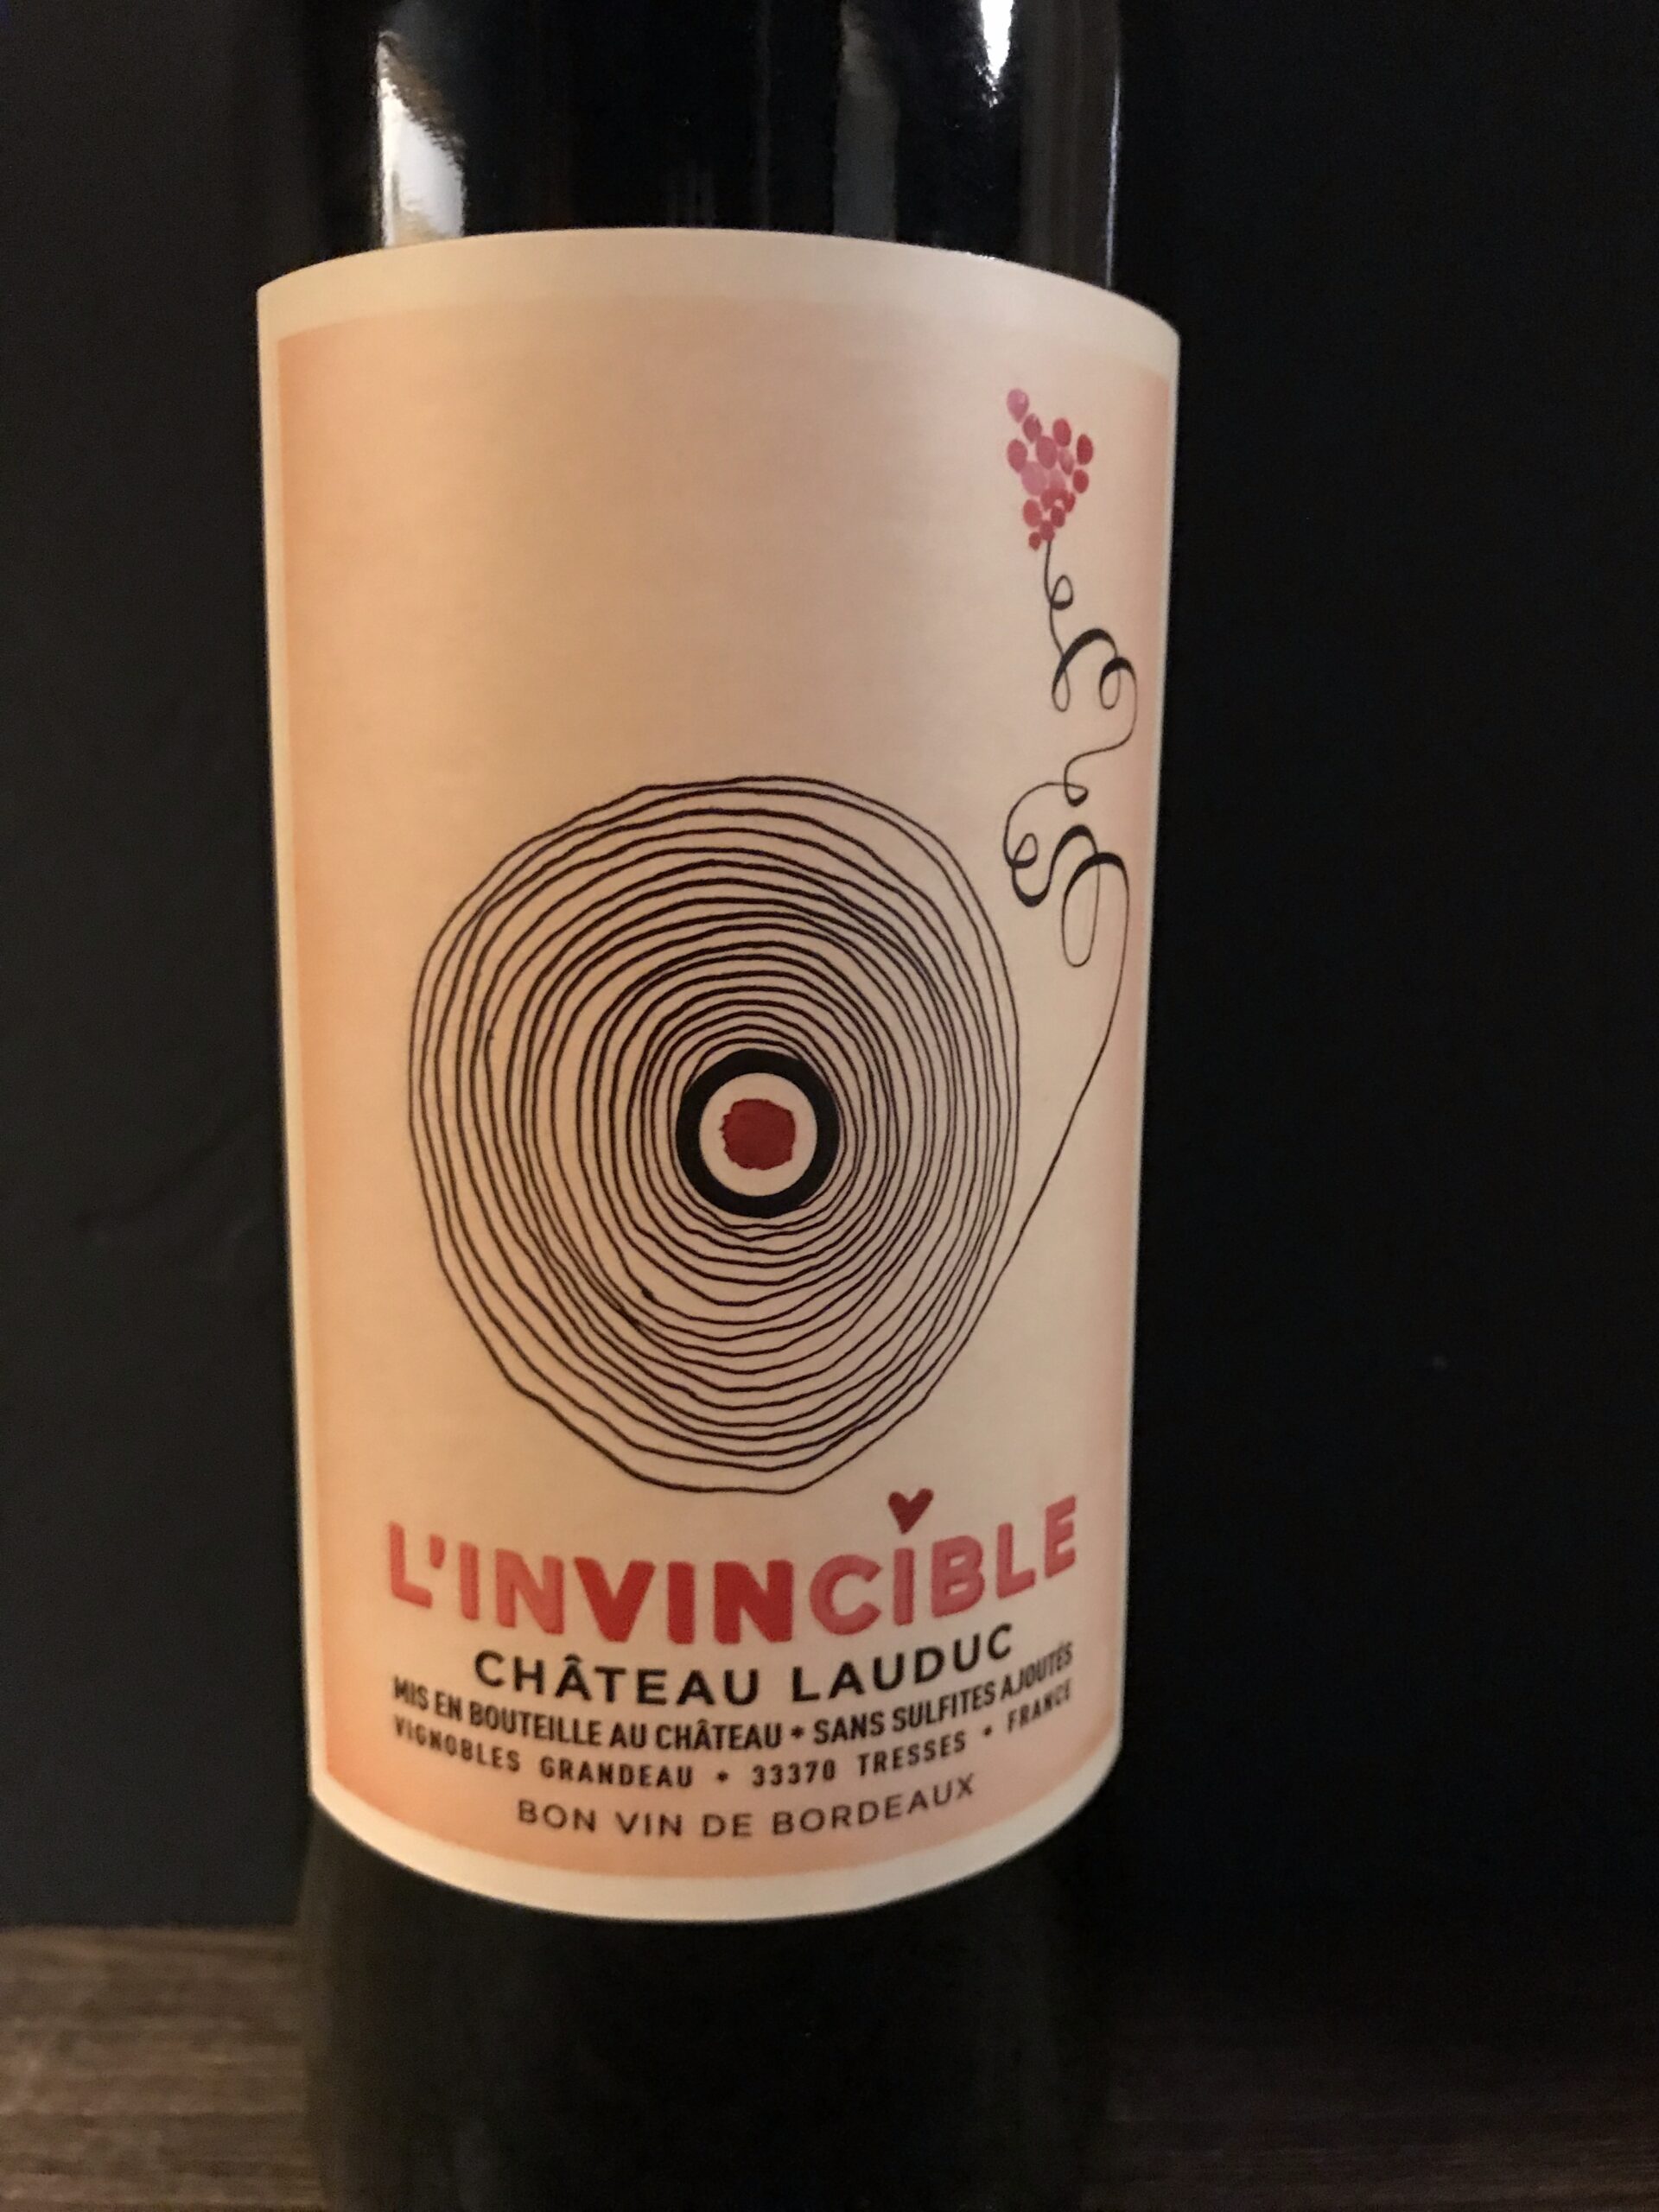 L'INVINCIBLE
CHÂTEAU LAUDUC
MIS EN BOUTEILLE AU CHÂTEAU * SANS SULFITES AJOUTÉS
VIGNOBLES GRANDEAU * 33370 TRESSES * FRANCE
BON VIN DE BORDEAUX